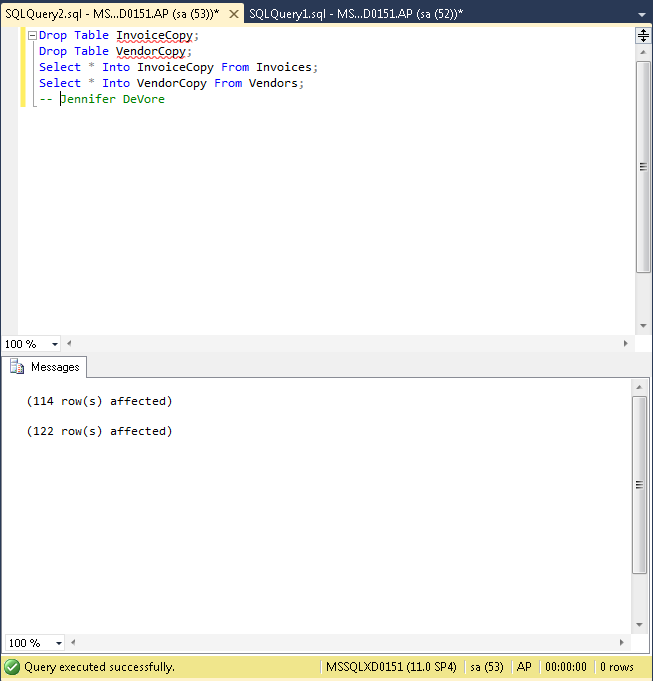 SQLQuery2.sql - MS...D0151.AP (sa (53))* SQLQuery1.sql - MS...D0151.AP (sa (52))*
Drop Table InvoiceCopy;
Drop Table VendorCopy;
Select * Into InvoiceCopy From Invoices;
Select * Into VendorCopy From Vendors;
-- Jennifer DeVore
100 %
Messages
(114 row(s) affected)
(122 row(s) affected)
100 %
Query executed successfully. MSSQLXD0151 (11.0 SP4) sa (53) AP 00:00:00 0 rows